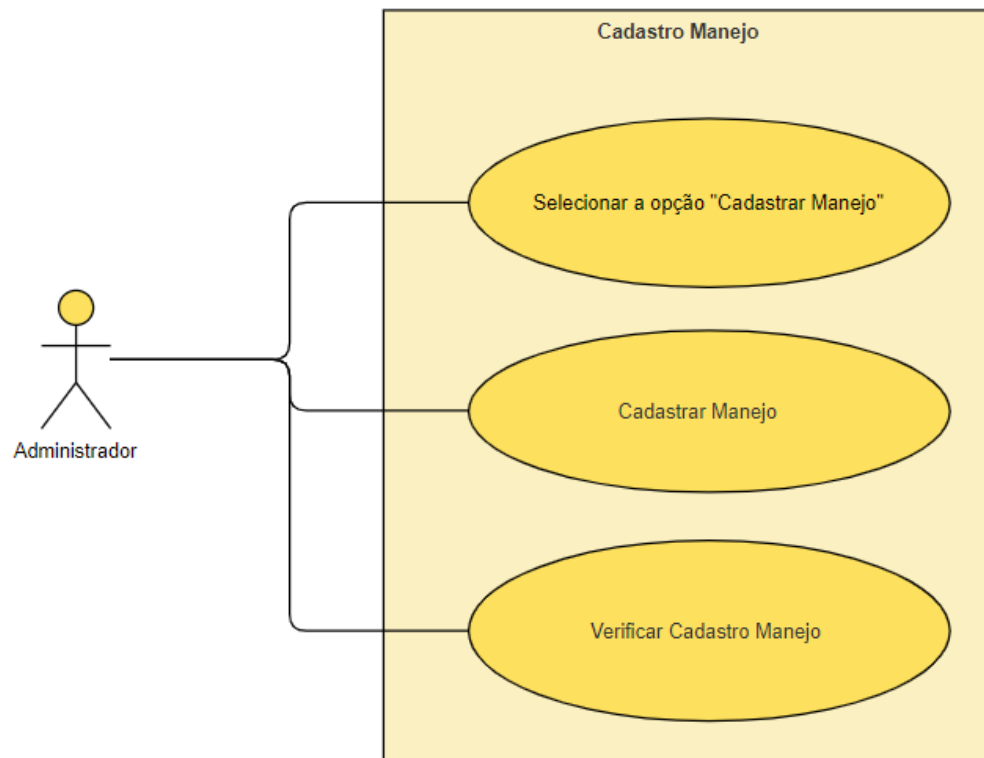 Cadastro Manejo
Selecionar a opção "Cadastrar Manejo"
Cadastrar Manejo
Administrador
Verificar Cadastro Manejo